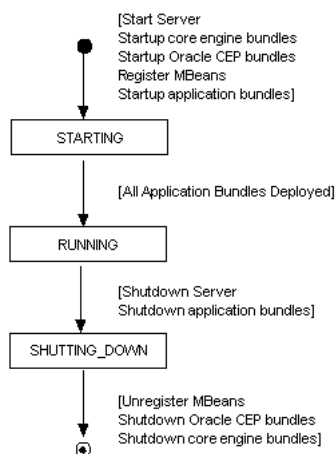 [Start Server
Startup core engine bundles
Startup Oracle CEP bundles
Register MBeans
Startup application bundles]
STARTING
[All Application Bundles Deployed]
RUNNING
[Shutdown Server
Shutdown application bundles]
SHUTTING_DOWN
[Unregister MBeans
Shutdown Oracle CEP bundles
Shutdown core engine bundles]